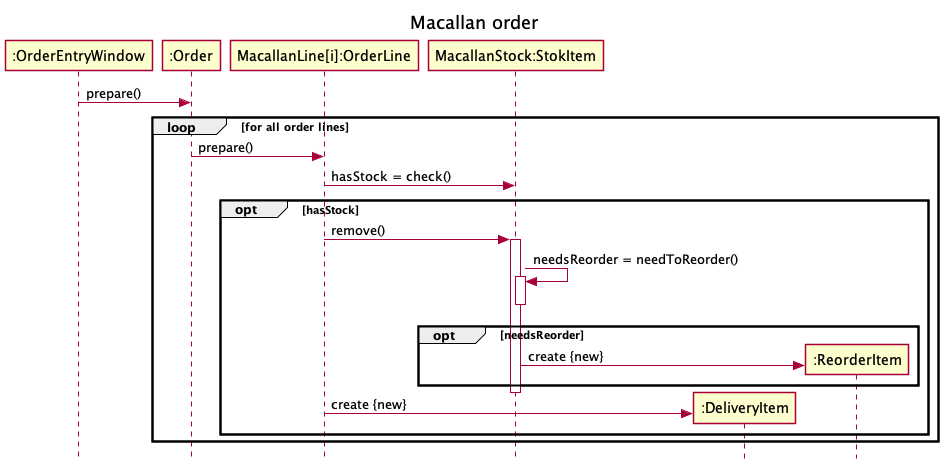 Macallan order
:OrderEntryWindow
:Order
MacallanLine[i]:OrderLine
MacallanStock:StokItem
prepare()
loop
[for all order lines]
prepare()
hasStock = check()
opt
[hasStock]
remove()
needsReorder = needToReorder()
opt
[needsReorder]
create {new}
:ReorderItem
create {new}
:DeliveryItem